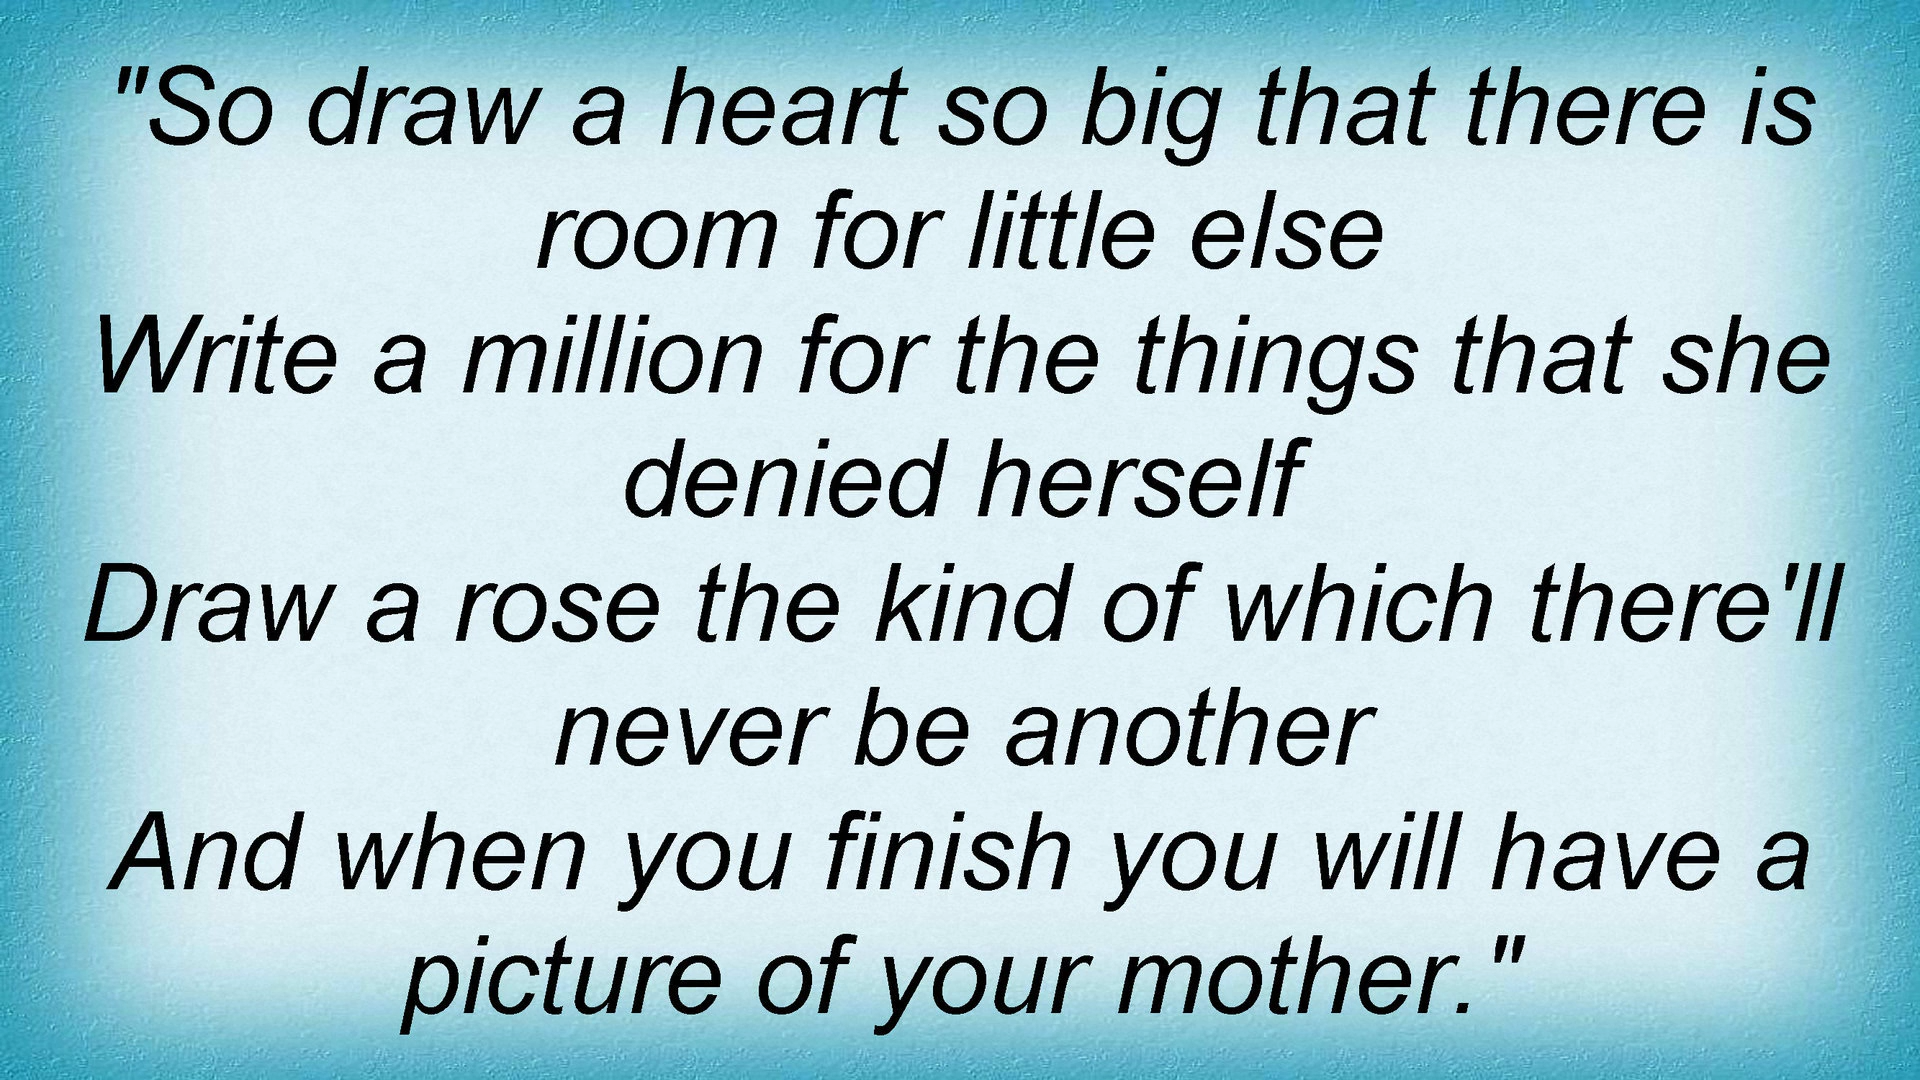 "So draw a heart so big that there is
room for little else
Write a million for the things that she
denied herself
Draw a rose the kind of which there'll
never be another
And when you finish you will have a
picture of your mother."